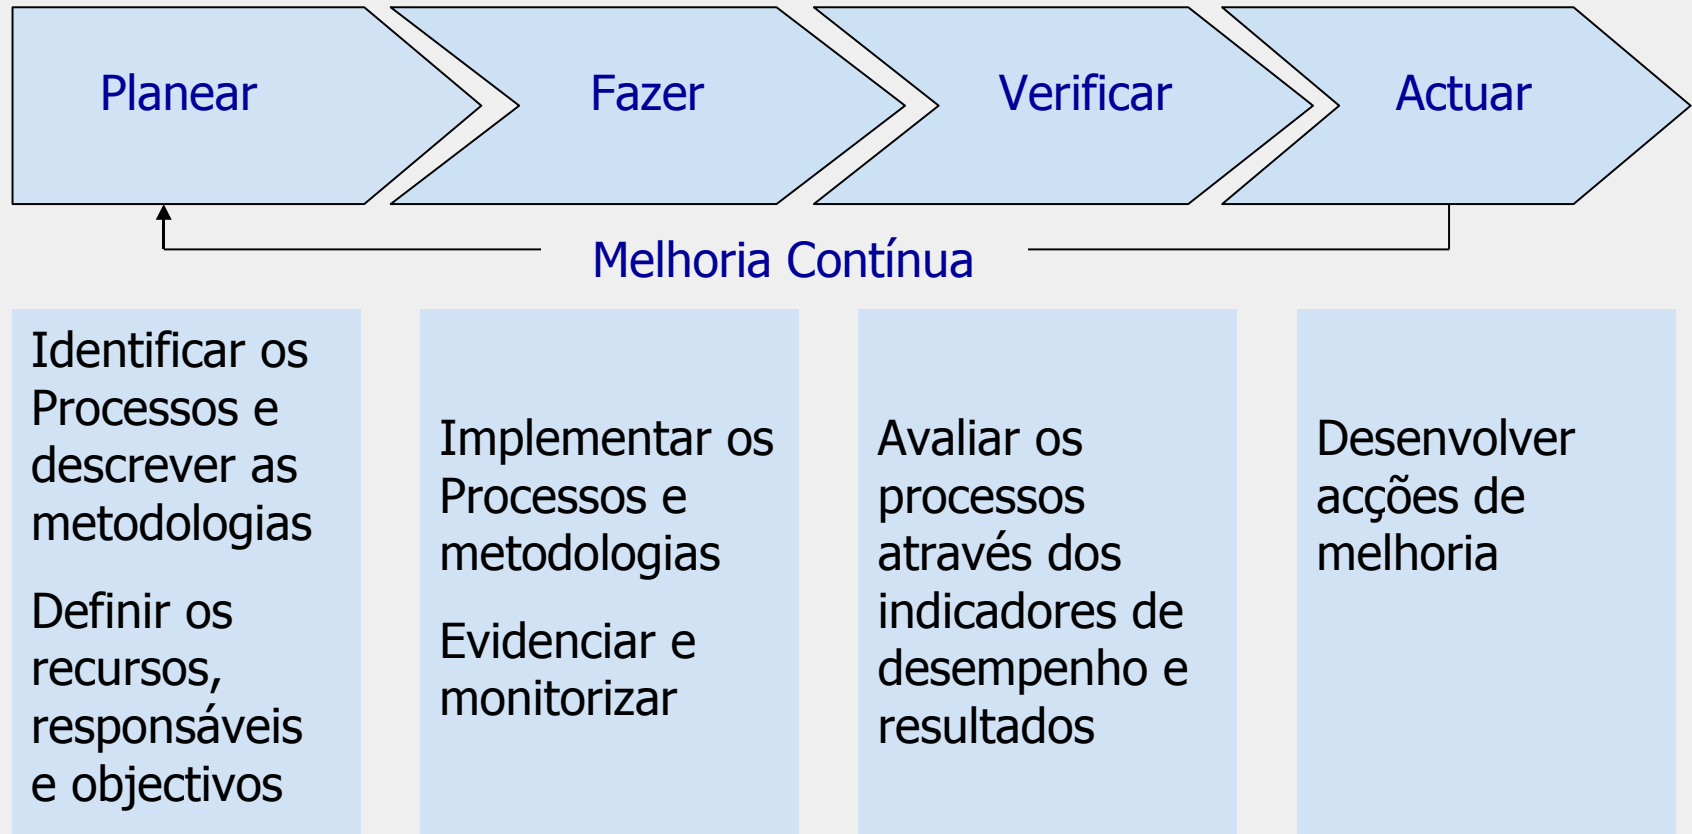 Planear
Fazer
Verificar
Actuar
Melhoria Contínua
Identificar os
Processos e
descrever as
metodologias
Definir os
recursos,
responsáveis
e objectivos
Implementar os
Processos e
metodologias
Evidenciar e
monitorizar
Avaliar os
processos
através dos
indicadores de
desempenho e
resultados
Desenvolver
acções de
melhoria